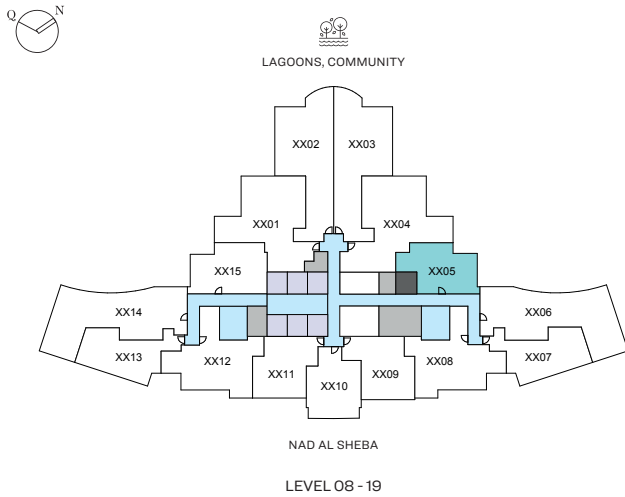 Q N
LAGOONS, COMMUNITY
XX02 XX03
XX01 XX04
XX15 XX05
XX14 XX06
XX13 XX12 XX11 XX10 XX09 XX08 XX07
NAD AL SHEBA
LEVEL 08 - 19